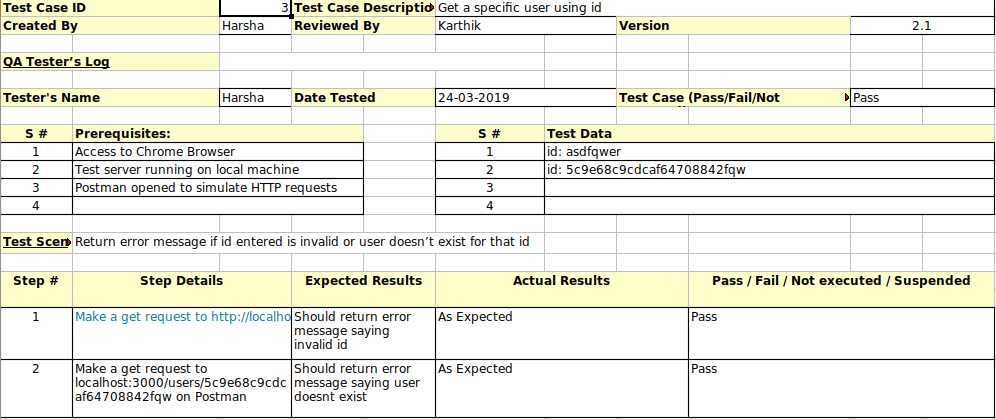 Test Case ID 3 Test Case Descriptio Get a specific user using id
Created By Harsha Reviewed By Karthik Version 2.1
QA Tester's Log
Tester's Name Harsha Date Tested 24-03-2019 Test Case (Pass/Fail/Not Pass
S # Prerequisites: S # Test Data
1 Access to Chrome Browser 1 id: asdfqwer
2 Test server running on local machine 2 id: 5c9e68c9cdcaf64708842fqw
3 Postman opened to simulate HTTP requests 3
4 4
Test Scen Return error message if id entered is invalid or user doesn't exist for that id
Step # Step Details Expected Results Actual Results Pass / Fail / Not executed / Suspended
1 Make a get request to http://localho Should return error As Expected Pass
message saying
invalid id
2 Make a get request to Should return error As Expected Pass
localhost:3000/users/5c9e68c9cdc message saying user
af64708842fqw on Postman doesnt exist